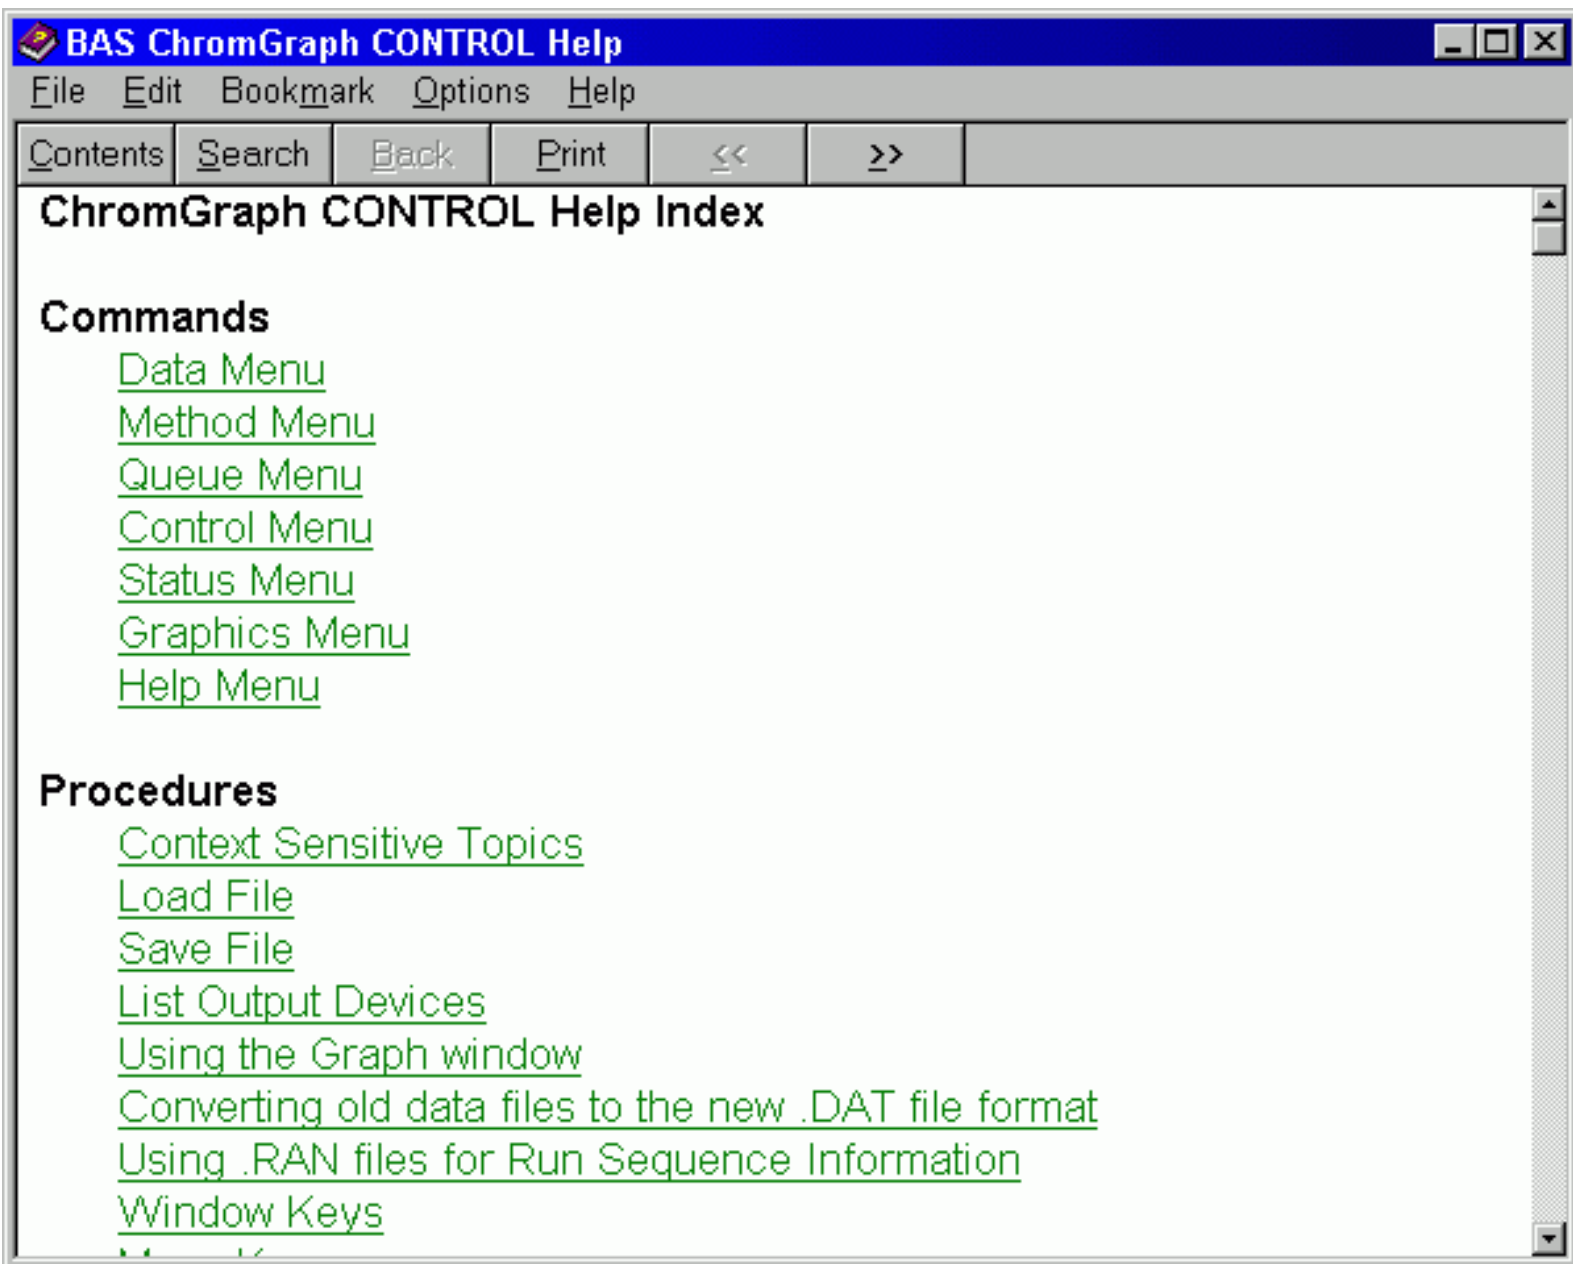 BAS ChromGraph CONTROL Help
File Edit Bookmark Options Help
Contents Search Back Print << >>
ChromGraph CONTROL Help Index
Commands
Data Menu
Method Menu
Queue Menu
Control Menu
Status Menu
Graphics Menu
Help Menu
Procedures
Context Sensitive Topics
Load File
Save File
List Output Devices
Using the Graph window
Converting old data files to the new .DAT file format
Using .RAN files for Run Sequence Information
Window Keys